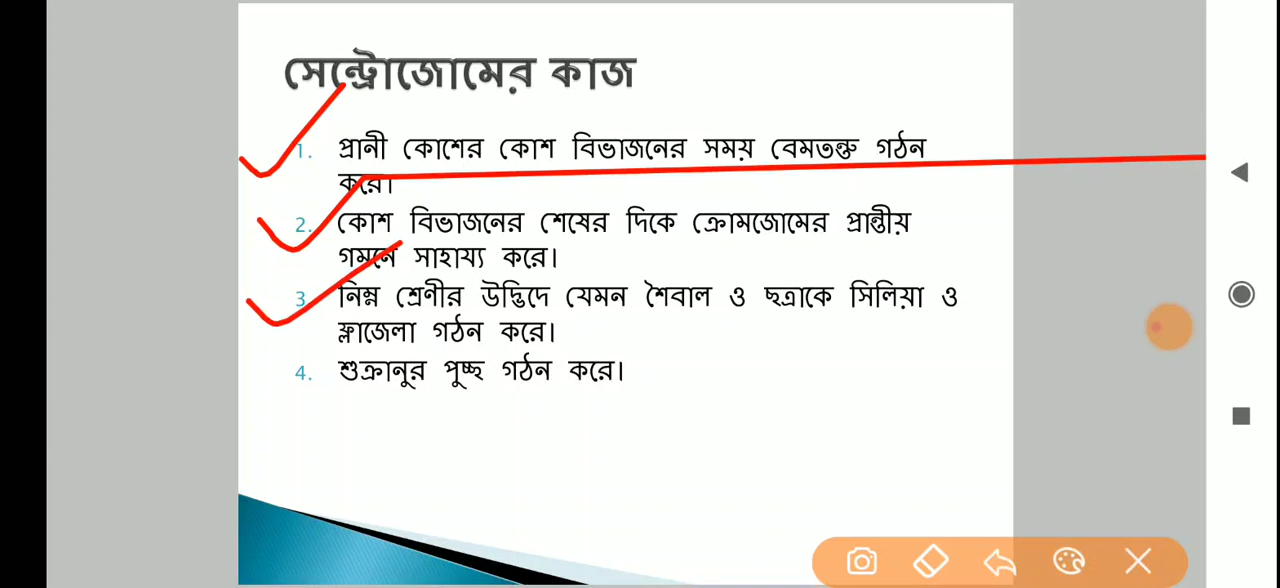 সেন্ট্রোজোমের কাজ
1. প্রানী কোশের কোশ বিভাজনের সময় বেমতন্তু গঠন
করে।
2. কোশ বিভাজনের শেষের দিকে ক্রোমজোমের প্রান্তীয়
গমনে সাহায্য করে।
3. নিম্ন শ্রেণীর উদ্ভিদে যেমন শৈবাল ও ছত্রাকে সিলিয়া ও
ফ্লাজেলা গঠন করে।
4. শুক্রানুর পুচ্ছ গঠন করে।